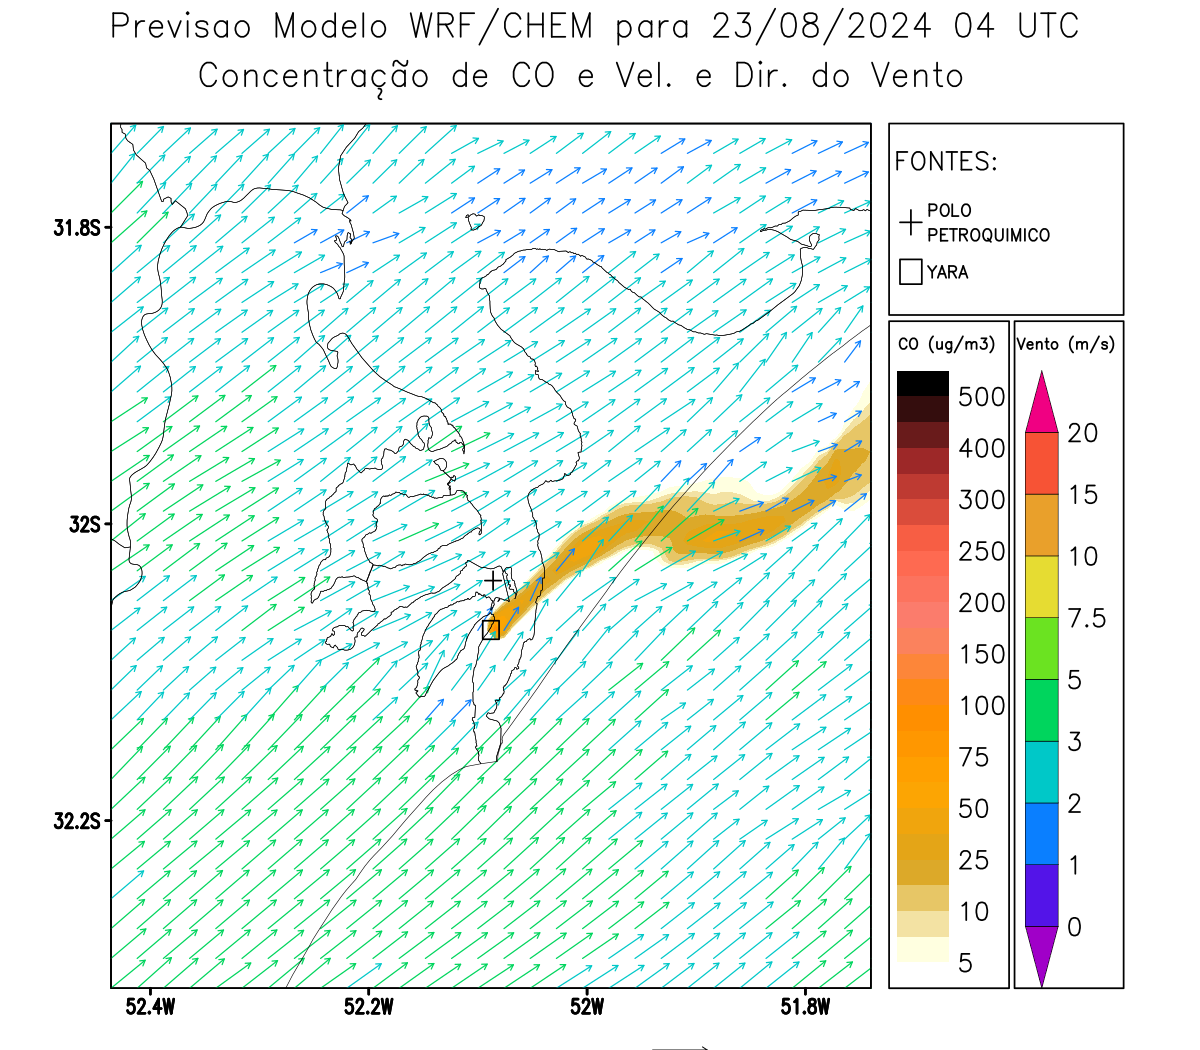 Previsao Modelo WRF/CHEM para 23/08/2024 04 UTC
Concentração de CO e Vel. e Dir. do Vento
FONTES:
POLO
PETROQUIMICO
YARA
31.8S
32S
32.2S
52.4W
52.2W
52W
51.8W
CO (ug/m3)
500
400
300
250
200
150
100
75
50
25
10
5
Vento (m/s)
20
15
10
7.5
5
3
2
1
0